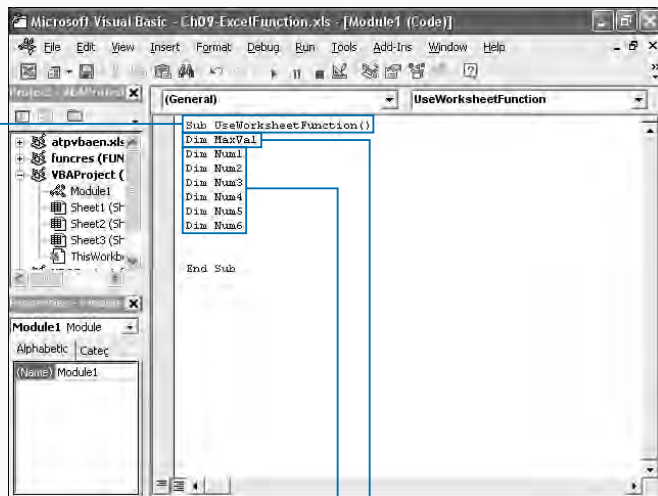 Microsoft Visual Basic - Ch09-ExcelFunction.xls - [Module1 (Code)]
File Edit View Insert Format Debug Run Tools Add-Ins Window Help
(General)
UseWorksheetFunction
atpvbaen.xls
funcres (FUN
VBAProject (
Module1
Sheet1 (Sh
Sheet2 (Sh
Sheet3 (Sh
ThisWorkb
Module1 Module
Alphabetic Categ
(Name) Module1
Sub UseWorksheetFunction()
Dim MaxVal
Dim Num1
Dim Num2
Dim Num3
Dim Num4
Dim Num5
Dim Num6
End Sub